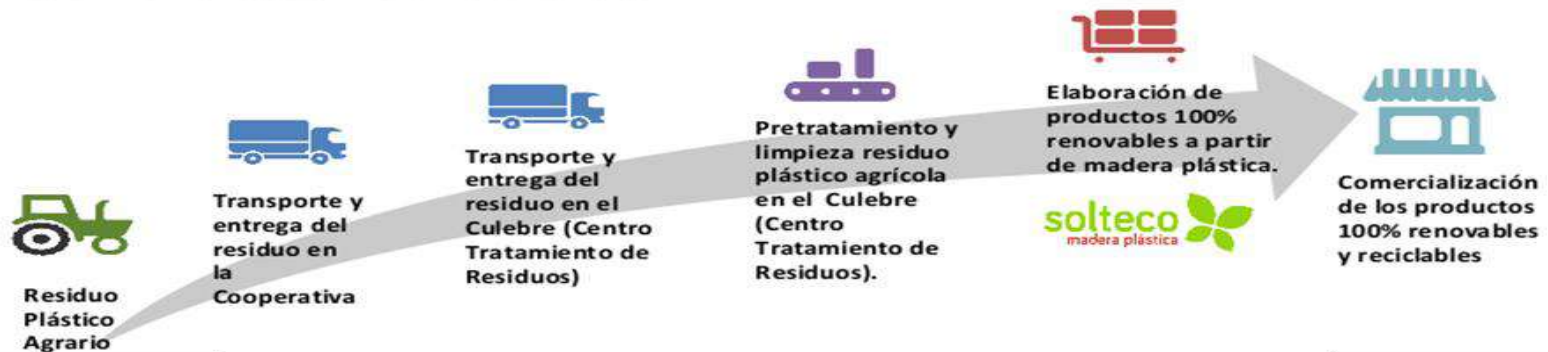 Residuo
Plástico
Agrario
Transporte y
entrega del
residuo en
la
Cooperativa
Transporte y
entrega del
residuo en el
Culebre (Centro
Tratamiento de
Residuos)
Pretratamiento y
limpieza residuo
plástico agrícola
en el Culebre
(Centro
Tratamiento de
Residuos).
Elaboración de
productos 100%
renovables a partir
de madera plástica.
solteco
madera plástica
Comercialización
de los productos
100% renovables
y reciclables